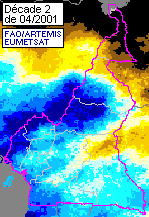 Décade 2
de 04/2001
FAO/ARTEMIS
EUMETSAT